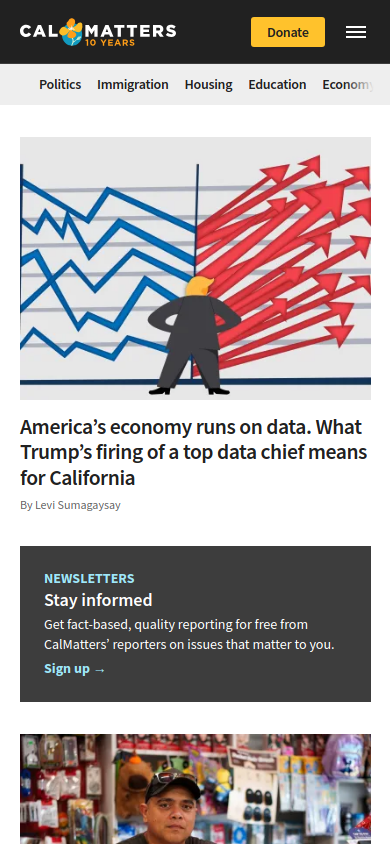 CALMATTERS
10 YEARS
Donate
Politics Immigration Housing Education Economy
America’s economy runs on data. What
Trump’s firing of a top data chief means
for California
By Levi Sumagaysay
NEWSLETTERS
Stay informed
Get fact-based, quality reporting for free from
CalMatters’ reporters on issues that matter to you.
Sign up →